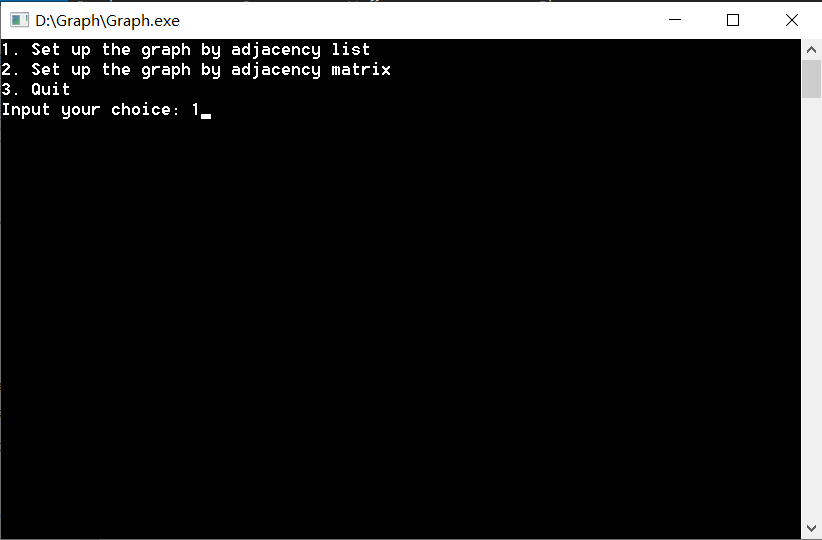 D:\Graph\Graph.exe
1. Set up the graph by adjacency list
2. Set up the graph by adjacency matrix
3. Quit
Input your choice: 1